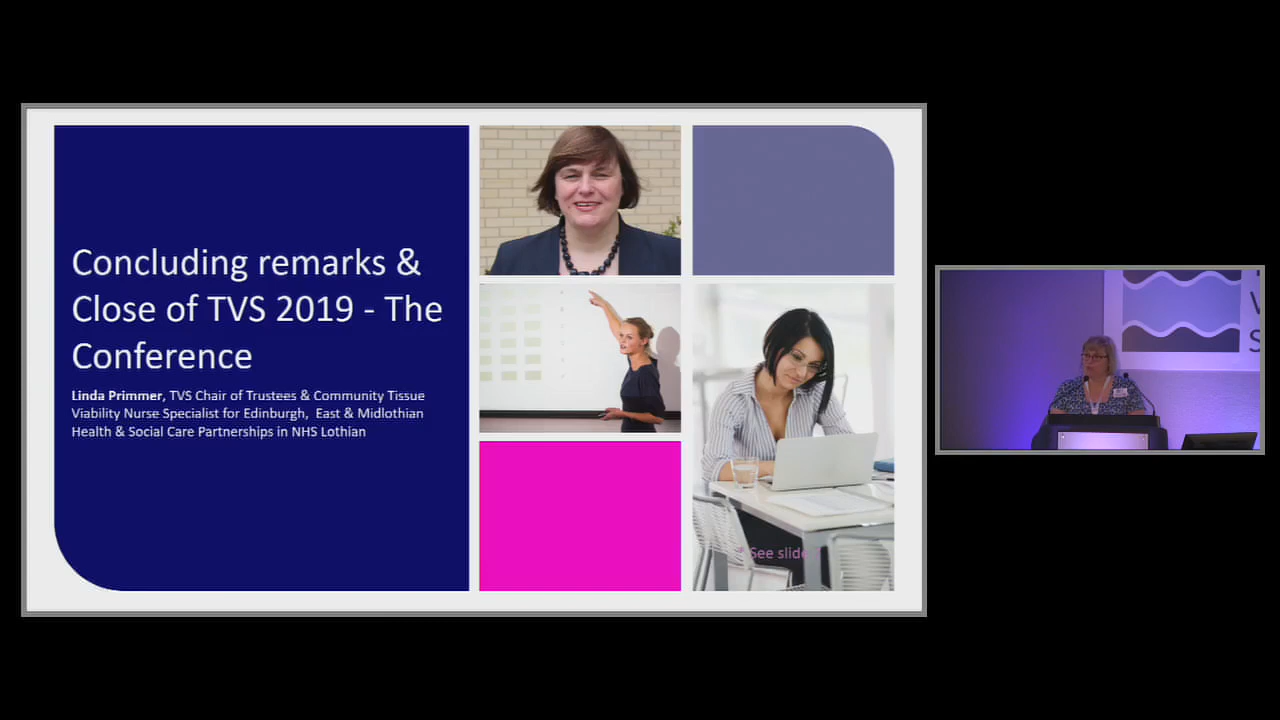 Concluding remarks &
Close of TVS 2019 - The
Conference
Linda Primmer, TVS Chair of Trustees & Community Tissue
Viability Nurse Specialist for Edinburgh, East & Midlothian
Health & Social Care Partnerships in NHS Lothian
See slide